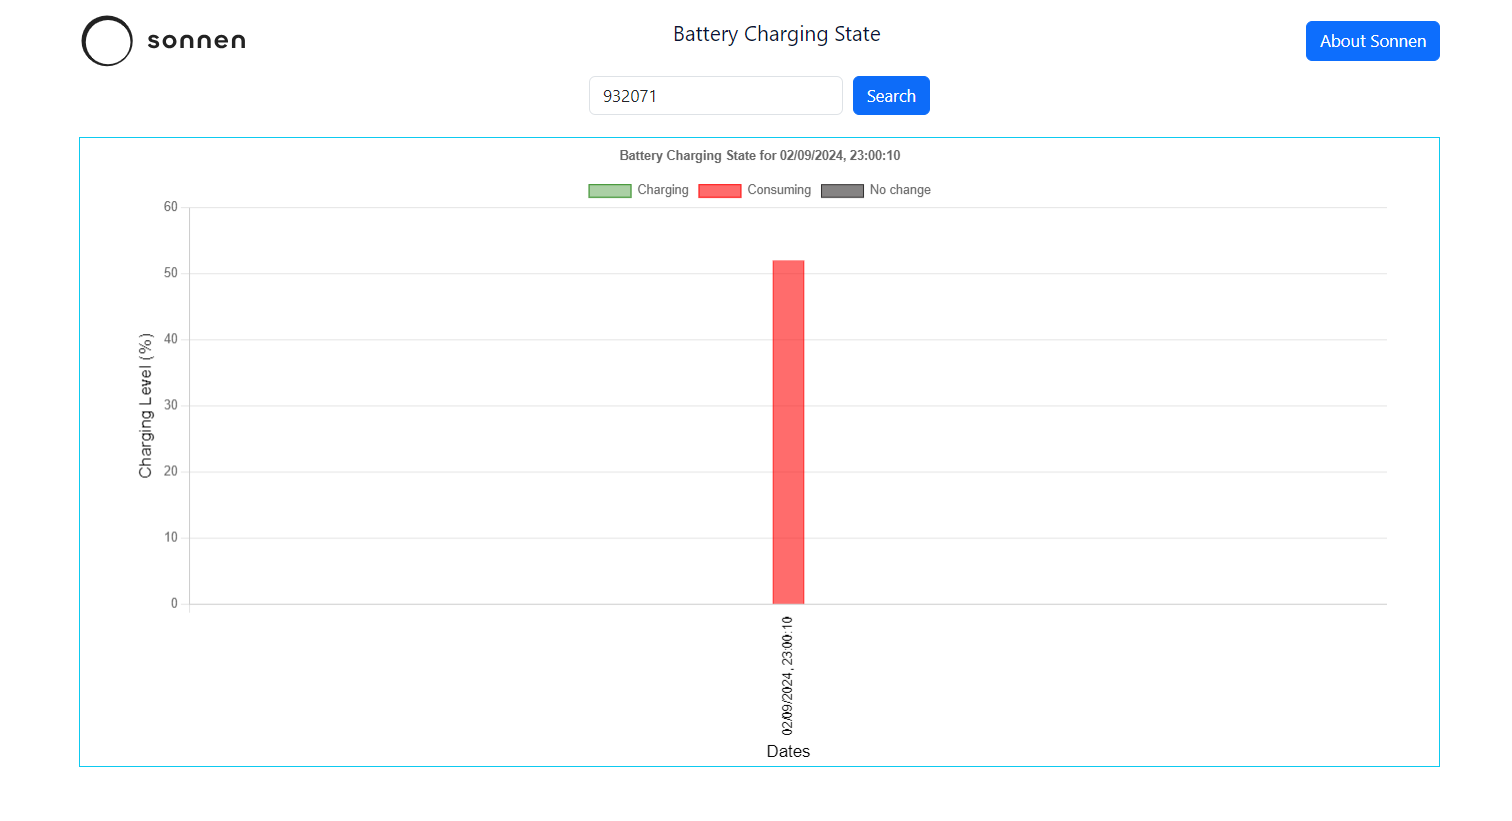 sonnen
Battery Charging State
About Sonnen
932071
Search
Battery Charging State for 02/09/2024, 23:00:10
Charging
Consuming
No change
60
50
40
30
20
10
0
Charging Level (%)
02/09/2024, 23:00:10
Dates